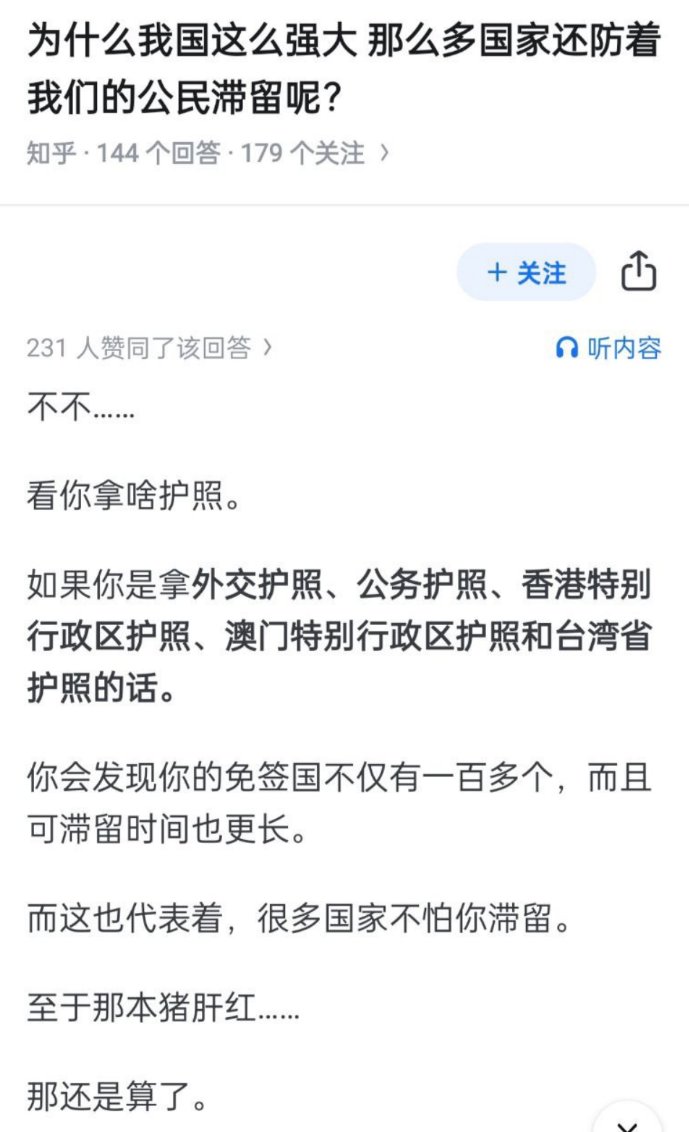 为什么我国这么强大 那么多国家还防着
我们的公民滞留呢?
知乎 · 144 个回答 · 179 个关注 >
+ 关注
231 人赞同了该回答 >
听内容
不不……
看你拿啥护照。
如果你是拿外交护照、公务护照、香港特别
行政区护照、澳门特别行政区护照和台湾省
护照的话。
你会发现你的免签国不仅有一百多个，而且
可滞留时间也更长。
而这也代表着，很多国家不怕你滞留。
至于那本猪肝红……
那还是算了。